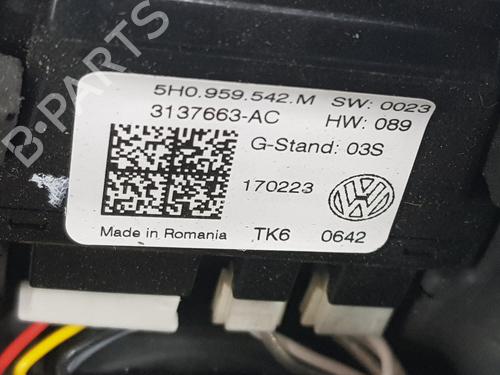 B-PARTS
5H0.959.542.M SW: 0023
3137663-AC HW: 089
G-Stand: 03S
170223
Made in Romania TK6 0642